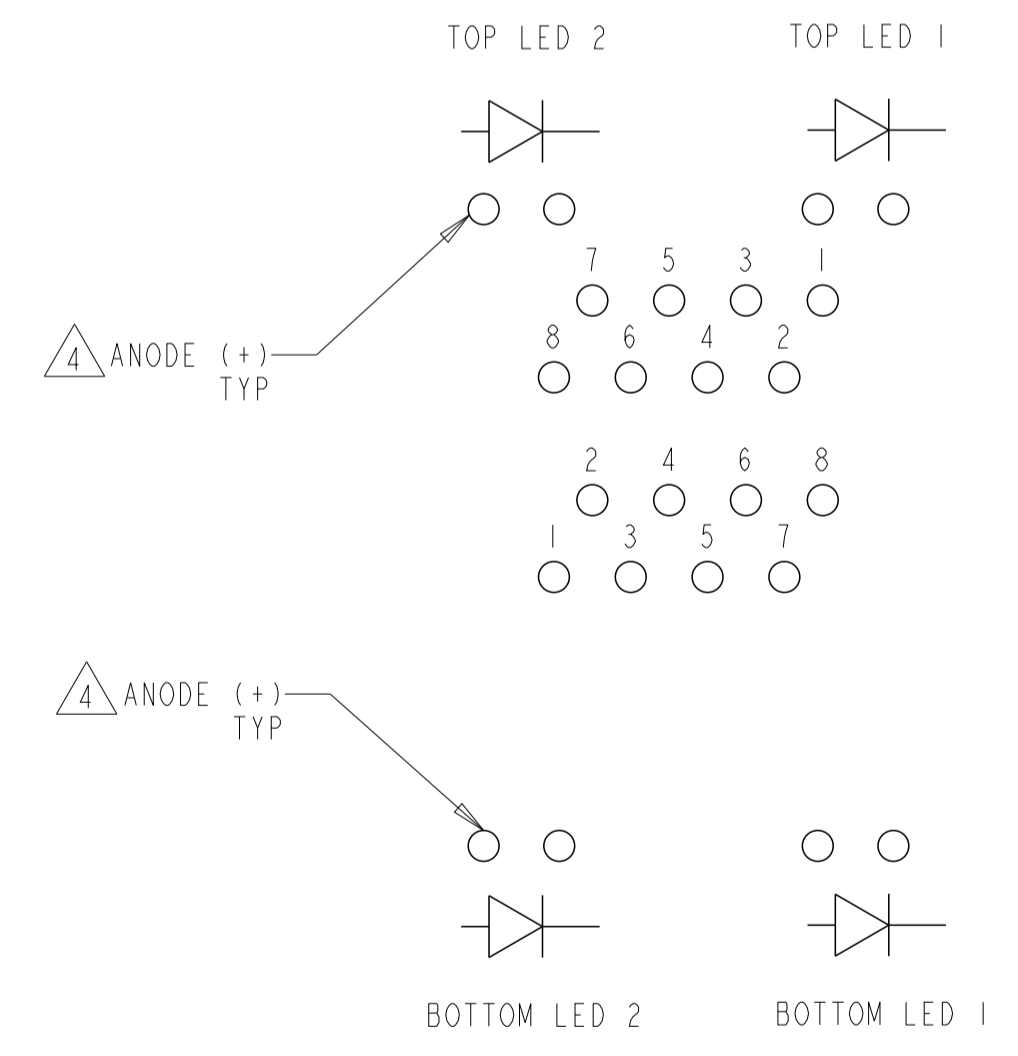 TOP LED 2
TOP LED 1
7 5 3 1
8 6 4 2
4 ANODE (+)
TYP
2 4 6 8
1 3 5 7
4 ANODE (+)
TYP
BOTTOM LED 2
BOTTOM LED 1